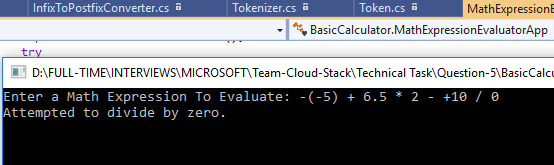 InfixToPostfixConverter.cs Tokenizer.cs Token.cs MathExpressionE
BasicCalculator.MathExpressionEvaluatorApp
try
D:\FULL-TIME\INTERVIEWS\MICROSOFT\Team-Cloud-Stack\Technical Task\Question-5\BasicCalcu
Enter a Math Expression To Evaluate: -(-5) + 6.5 * 2 - +10 / 0
Attempted to divide by zero.